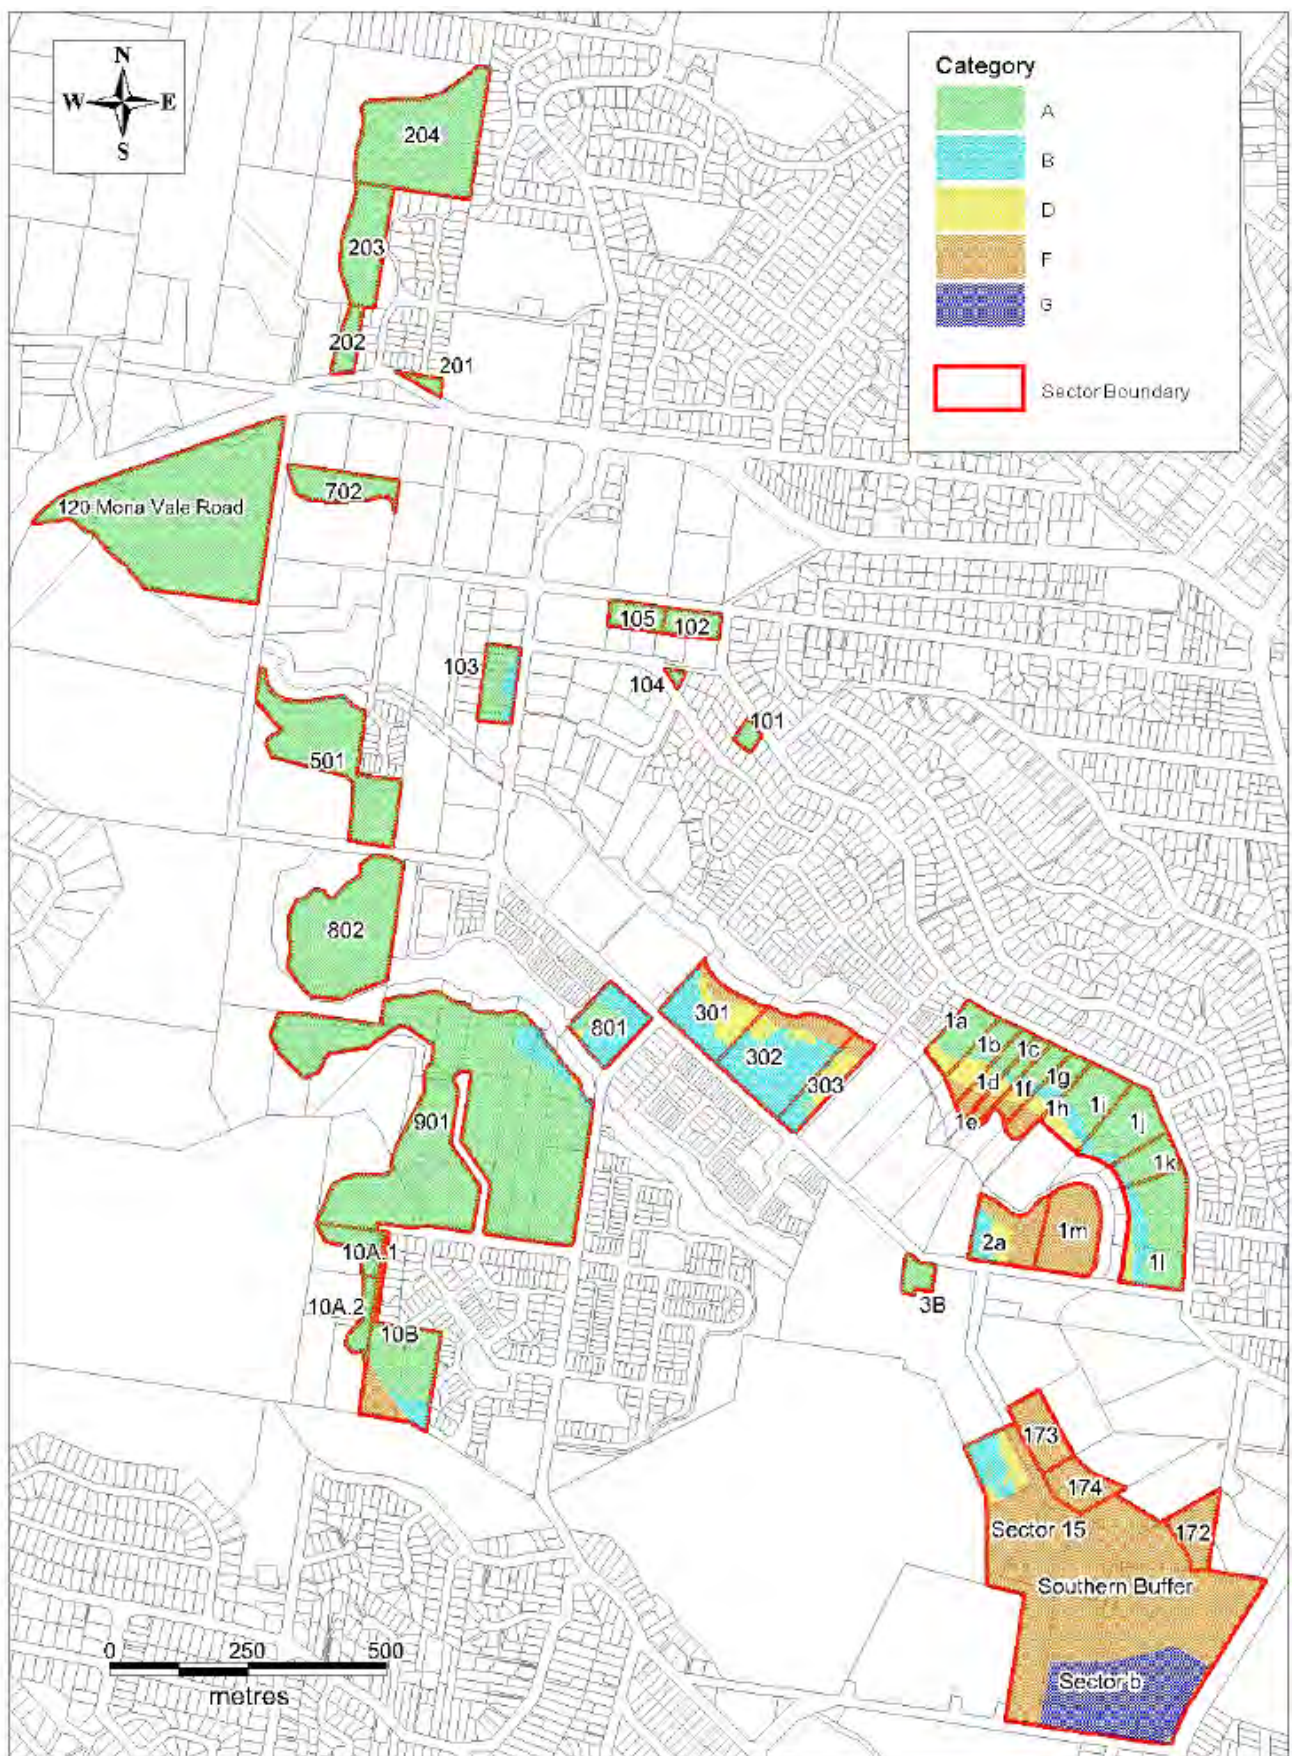 N
W E
S
Category
A
B
D
F
G
Sector Boundary
204
203
202
201
120 Mona Vale Road
702
105
102
103
104
101
501
802
801
301
302
303
901
1a
1b
1c
1d
1e
1f
1g
1h
1i
1j
1k
1l
1m
2a
3B
10A.1
10A.2
10B
173
174
172
Sector 15
Southern Buffer
Sector b
0 250 500
metres